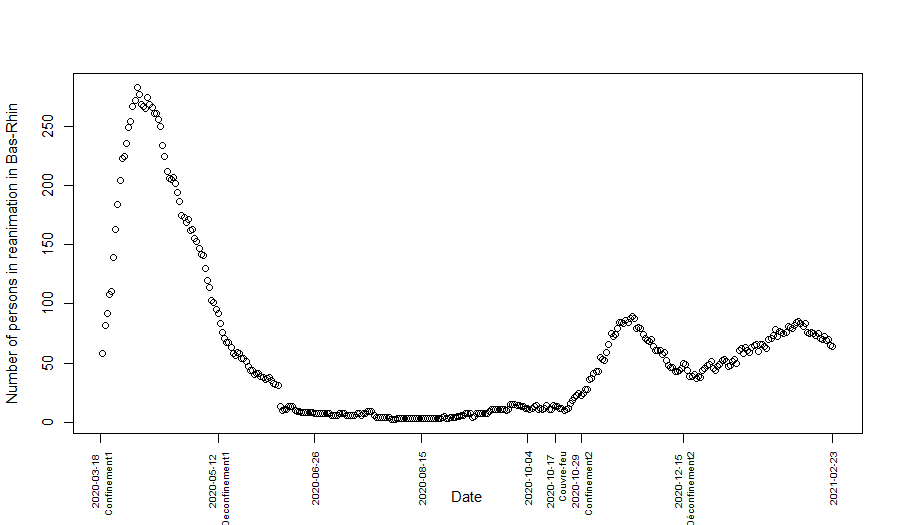 Number of persons in reanimation in Bas-Rhin
250
200
150
100
50
0
2020-03-18
Confinement1
2020-05-12
Deconfinement1
2020-06-26
2020-08-15
2020-10-04
2020-10-17
Couvre-feu
2020-10-29
Confinement2
2020-12-15
Déconfinement2
2021-02-23
Date